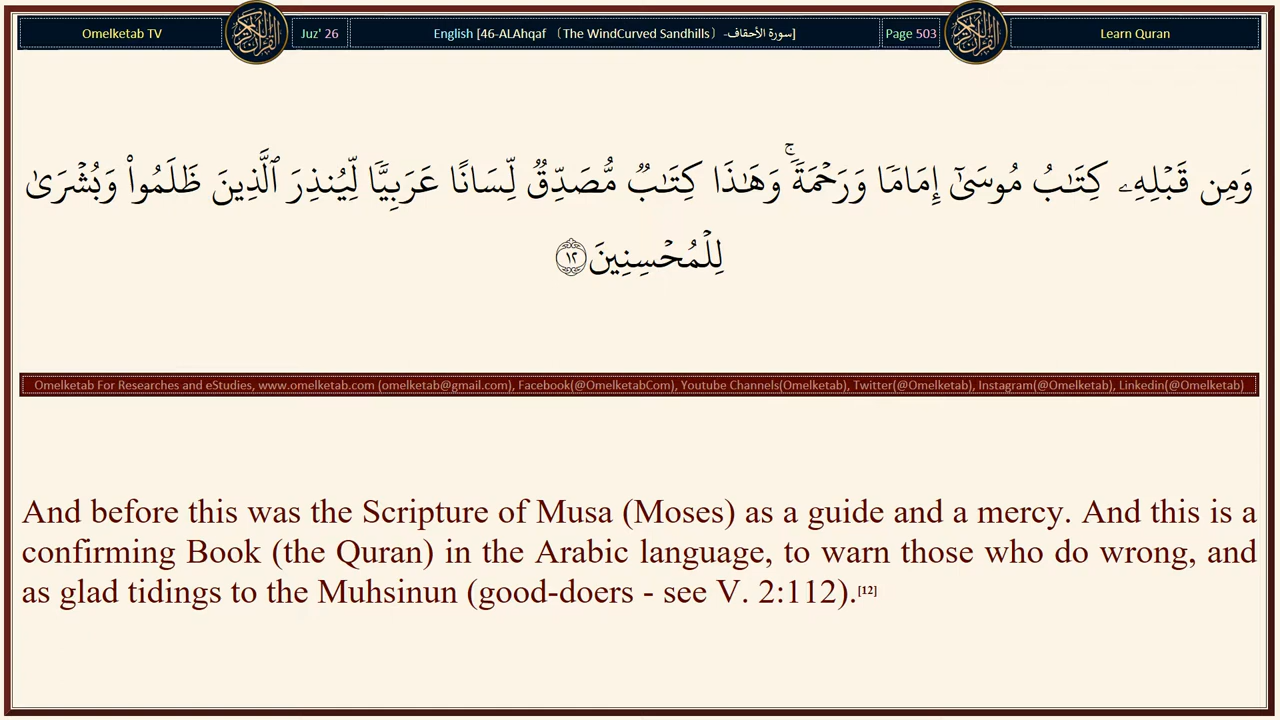 Omelketab TV
Juz' 26
English [46-ALAhqaf （The WindCurved Sandhills）-سورة الأحقاف]
Page 503
Learn Quran
القرآن الكريم
القرآن الكريم
وَمِن قَبۡلِهِۦ كِتَٰبُ مُوسَىٰٓ إِمَامٗا وَرَحۡمَةٗۚ وَهَٰذَا كِتَٰبٞ مُّصَدِّقٞ لِّسَانًا عَرَبِيّٗا لِّيُنذِرَ ٱلَّذِينَ ظَلَمُواْ وَبُشۡرَىٰ
لِلۡمُحۡسِنِينَ ١٢
Omelketab For Researches and eStudies, www.omelketab.com (omelketab@gmail.com), Facebook(@OmelketabCom), Youtube Channels(Omelketab), Twitter(@Omelketab), Instagram(@Omelketab), Linkedin(@Omelketab)
And before this was the Scripture of Musa (Moses) as a guide and a mercy. And this is a
confirming Book (the Quran) in the Arabic language, to warn those who do wrong, and
as glad tidings to the Muhsinun (good-doers - see V. 2:112).[12]